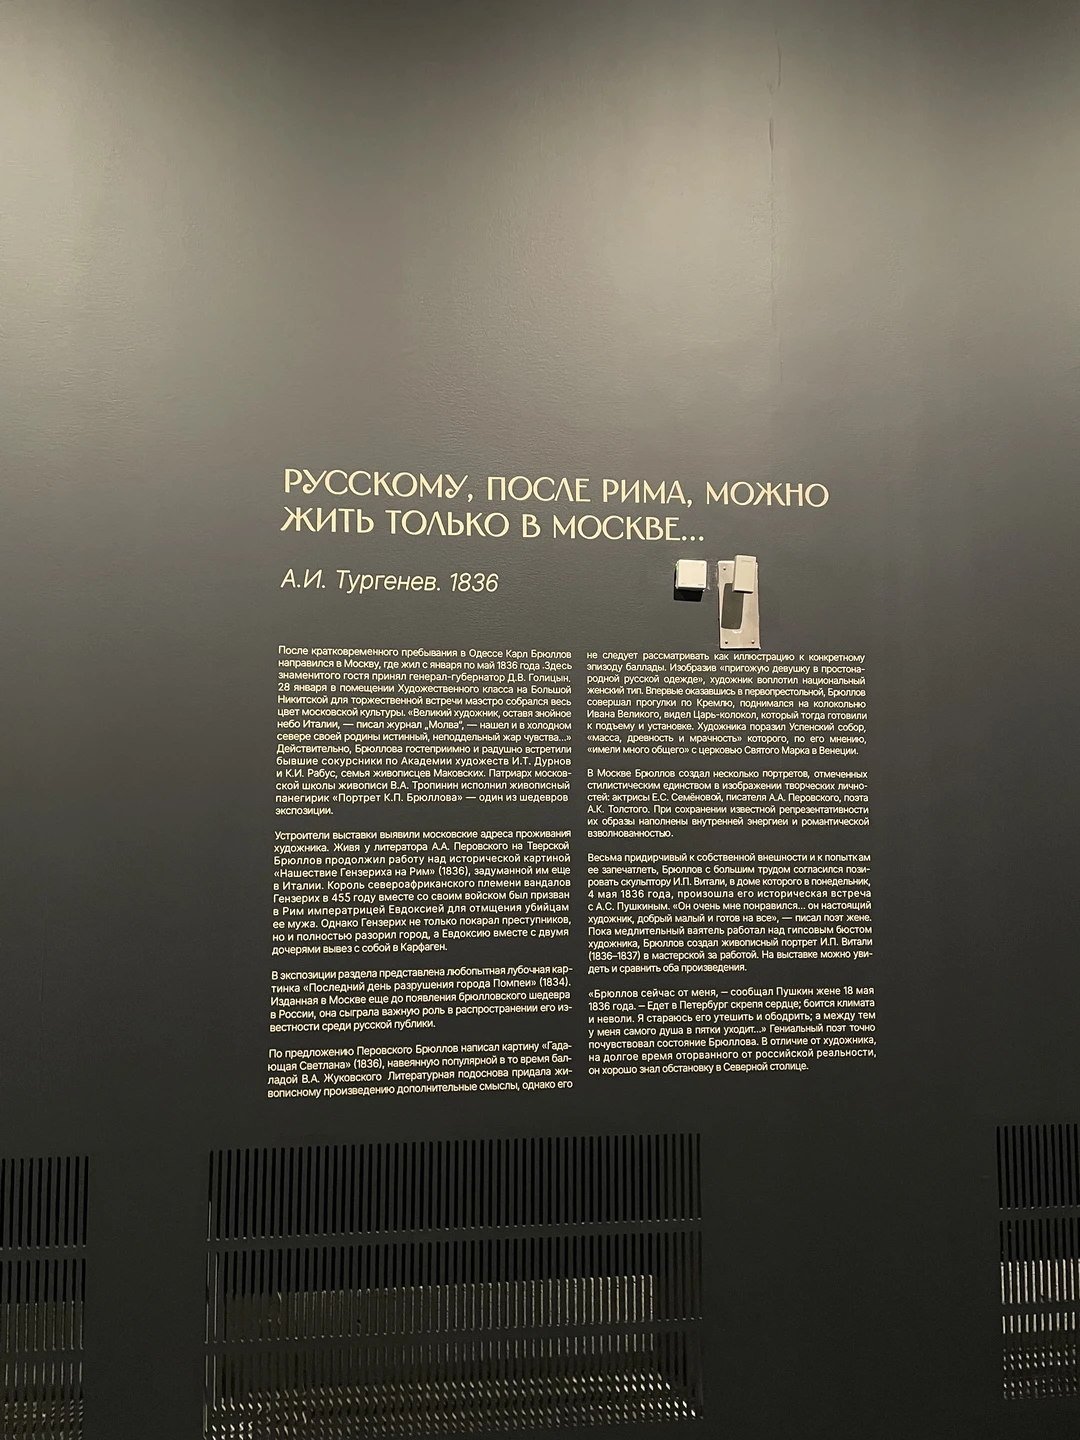 РУССКОМУ, ПОСЛЕ РИМА, МОЖНО
ЖИТЬ ТОЛЬКО В МОСКВЕ...
А.И. Тургенев. 1836
После кратковременного пребывания в Одессе Карл Брюллов
направился в Москву, где жил с января по май 1836 года .Здесь
знаменитого гостя принял генерал-губернатор Д.В. Голицын.
28 января в помещении Художественного класса на Большой
Никитской для торжественной встречи маэстро собрался весь
цвет московской культуры. «Великий художник, оставя знойное
небо Италии, — писал журнал „Молва“, — нашел и в холодном
севере своей родины истинный, неподдельный жар чувства...»
Действительно, Брюллова гостеприимно и радушно встретили
бывшие сокурсники по Академии художеств И.Т. Дурнов
и К.И. Рабус, семья живописцев Маковских. Патриарх москов-
ской школы живописи В.А. Тропинин исполнил живописный
панегирик «Портрет К.П. Брюллова» — один из шедевров
экспозиции.
Устроители выставки выявили московские адреса проживания
художника. Живя у литератора А.А. Перовского на Тверской
Брюллов продолжил работу над исторической картиной
«Нашествие Гензериха на Рим» (1836), задуманной им еще
в Италии. Король североафриканского племени вандалов
Гензерих в 455 году вместе со своим войском был призван
в Рим императрицей Евдоксией для отмщения убийцам
ее мужа. Однако Гензерих не только покарал преступников,
но и полностью разорил город, а Евдоксию вместе с двумя
дочерями вывез с собой в Карфаген.
В экспозиции раздела представлена любопытная лубочная кар-
тинка «Последний день разрушения города Помпеи» (1834).
Изданная в Москве еще до появления брюлловского шедевра
в России, она сыграла важную роль в распространении его из-
вестности среди русской публики.
По предложению Перовского Брюллов написал картину «Гада-
ющая Светлана» (1836), навеянную популярной в то время бал-
ладой В.А. Жуковского Литературная подоснова придала жи-
вописному произведению дополнительные смыслы, однако его
не следует рассматривать как иллюстрацию к конкретному
эпизоду баллады. Изобразив «пригожую девушку в простона-
родной русской одежде», художник воплотил национальный
женский тип. Впервые оказавшись в первопрестольной, Брюллов
совершал прогулки по Кремлю, поднимался на колокольню
Ивана Великого, видел Царь-колокол, который тогда готовили
к подъему и установке. Художника поразил Успенский собор,
«масса, древность и мрачность» которого, по его мнению,
«имели много общего» с церковью Святого Марка в Венеции.
В Москве Брюллов создал несколько портретов, отмеченных
стилистическим единством в изображении творческих лично-
стей: актрисы Е.С. Семёновой, писателя А.А. Перовского, поэта
А.К. Толстого. При сохранении известной репрезентативности
их образы наполнены внутренней энергией и романтической
взволнованностью.
Весьма придирчивый к собственной внешности и к попыткам
ее запечатлеть, Брюллов с большим трудом согласился пози-
ровать скульптору И.П. Витали, в доме которого в понедельник,
4 мая 1836 года, произошла его историческая встреча
с А.С. Пушкиным. «Он очень мне понравился... он настоящий
художник, добрый малый и готов на все», — писал поэт жене.
Пока медлительный ваятель работал над гипсовым бюстом
художника, Брюллов создал живописный портрет И.П. Витали
(1836–1837) в мастерской за работой. На выставке можно уви-
деть и сравнить оба произведения.
«Брюллов сейчас от меня, – сообщал Пушкин жене 18 мая
1836 года. – Едет в Петербург скрепя сердце; боится климата
и неволи. Я стараюсь его утешить и ободрить; а между тем
у меня самого душа в пятки уходит...» Гениальный поэт точно
почувствовал состояние Брюллова. В отличие от художника,
на долгое время оторванного от российской реальности,
он хорошо знал обстановку в Северной столице.